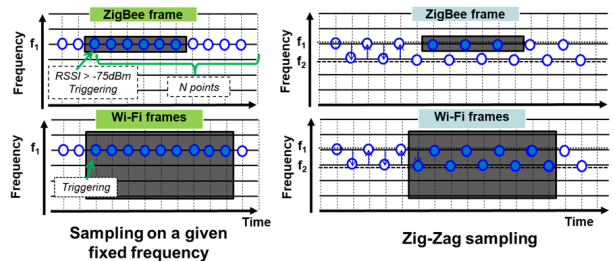 ZigBee frame
Frequency
f1
RSSI > -75dBm
Triggering
N points
Wi-Fi frames
Frequency
f1
Triggering
Time
Sampling on a given
fixed frequency
ZigBee frame
Frequency
f1
f2
Wi-Fi frames
Frequency
f1
f2
Time
Zig-Zag sampling